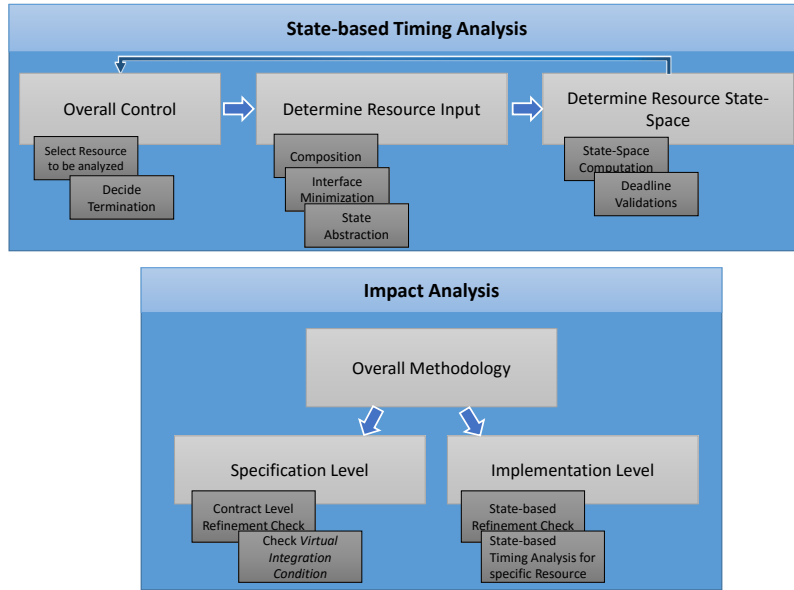 State-based Timing Analysis
Overall Control
Select Resource
to be analyzed
Decide
Termination
Determine Resource Input
Composition
Interface
Minimization
State
Abstraction
Determine Resource State-
Space
State-Space
Computation
Deadline
Validations
Impact Analysis
Overall Methodology
Specification Level
Contract Level
Refinement Check
Check Virtual
Integration
Condition
Implementation Level
State-based
Refinement Check
State-based
Timing Analysis for
specific Resource